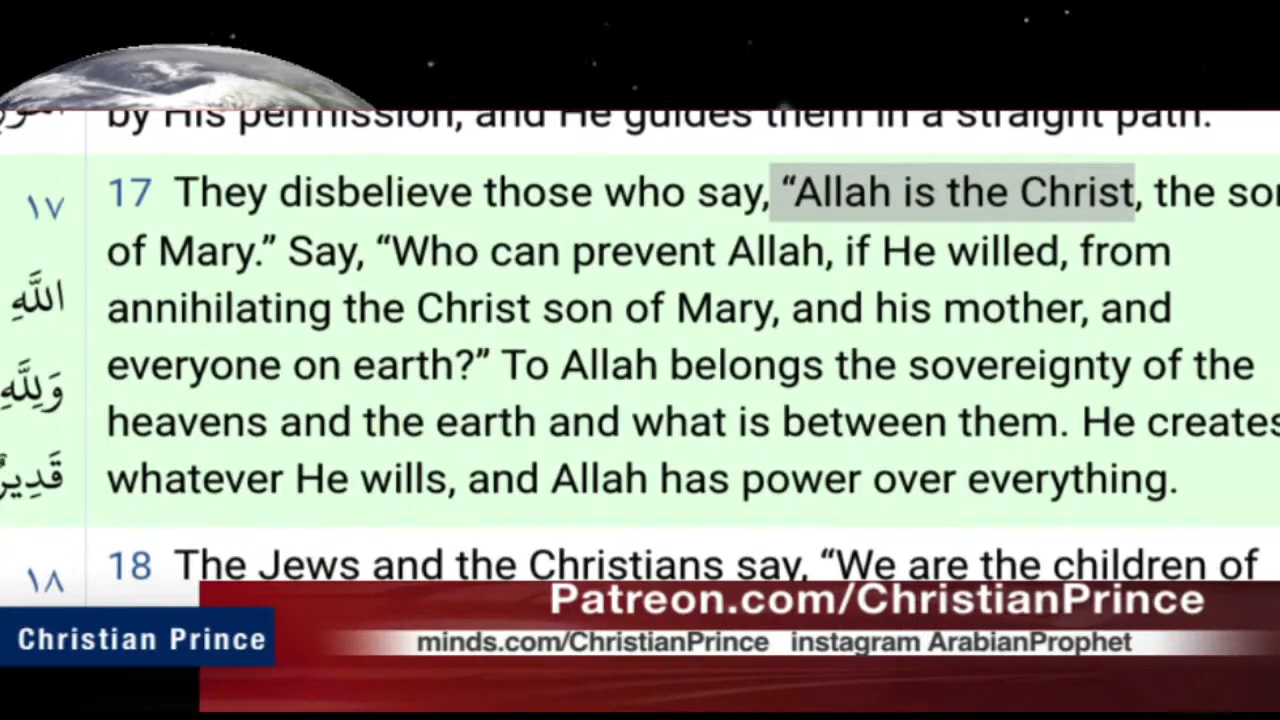 by His permission, and He guides them in a straight path.
١٧
17 They disbelieve those who say, “Allah is the Christ, the
of Mary.” Say, “Who can prevent Allah, if He willed, from
اللَّهِ
annihilating the Christ son of Mary, and his mother, and
everyone on earth?” To Allah belongs the sovereignty of the
وَلِلَّهِ
heavens and the earth and what is between them. He creates
قَدِيرٌ
whatever He wills, and Allah has power over everything.
١٨
18 The Jews and the Christians say, “We are the children of
Patreon.com/ChristianPrince
Christian Prince
minds.com/ChristianPrince instagram ArabianProphet